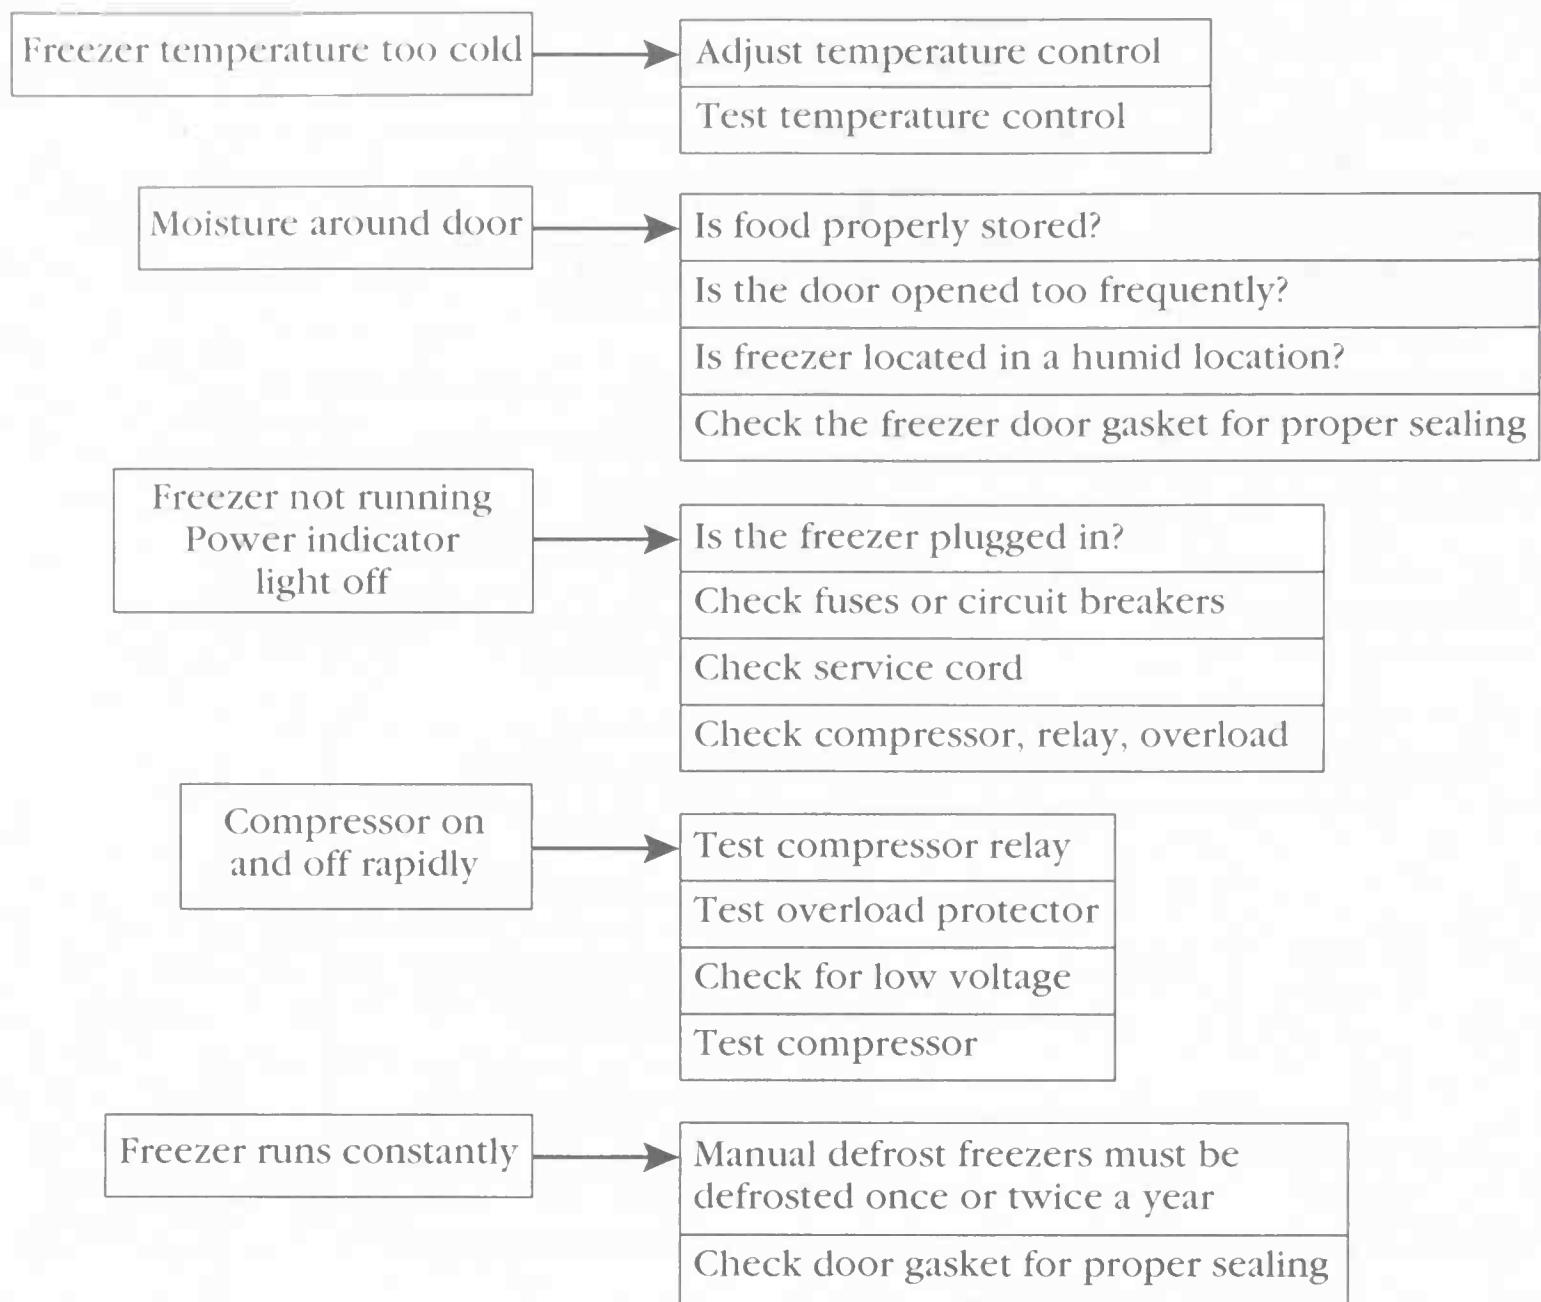 Freezer temperature too cold
Adjust temperature control
Test temperature control
Moisture around door
Is food properly stored?
Is the door opened too frequently?
Is freezer located in a humid location?
Check the freezer door gasket for proper sealing
Freezer not running
Power indicator
light off
Is the freezer plugged in?
Check fuses or circuit breakers
Check service cord
Check compressor, relay, overload
Compressor on
and off rapidly
Test compressor relay
Test overload protector
Check for low voltage
Test compressor
Freezer runs constantly
Manual defrost freezers must be
defrosted once or twice a year
Check door gasket for proper sealing